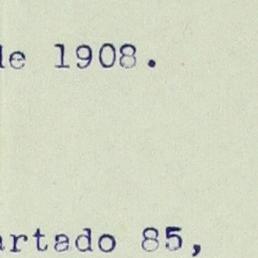 de 1908.
artado 85,